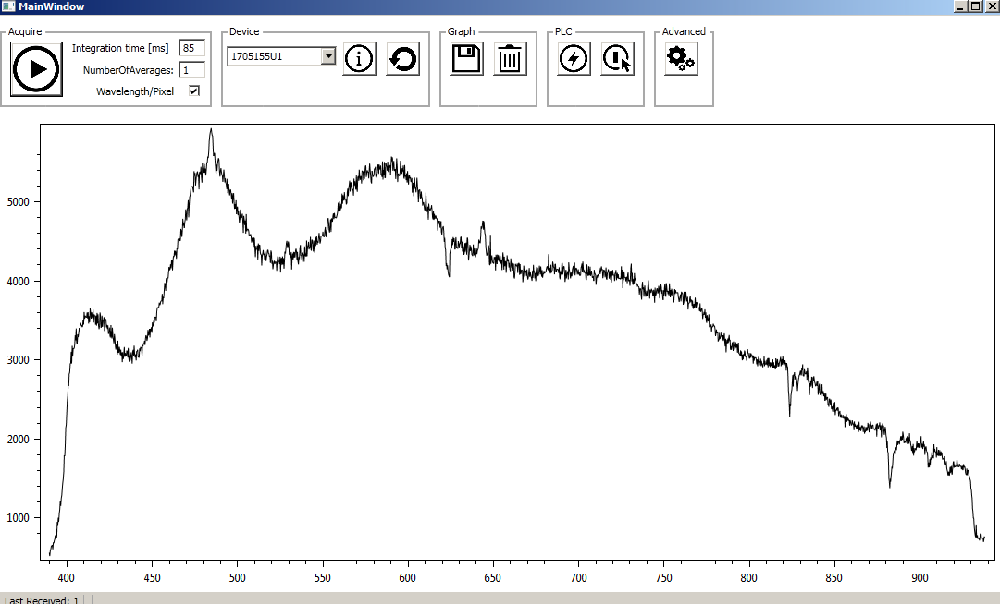 MainWindow
Acquire
Integration time [ms] 85
NumberOfAverages: 1
Wavelength/Pixel
Device
1705155U1
Graph
PLC
Advanced
5000
4000
3000
2000
1000
400 450 500 550 600 650 700 750 800 850 900
Last Received: 1